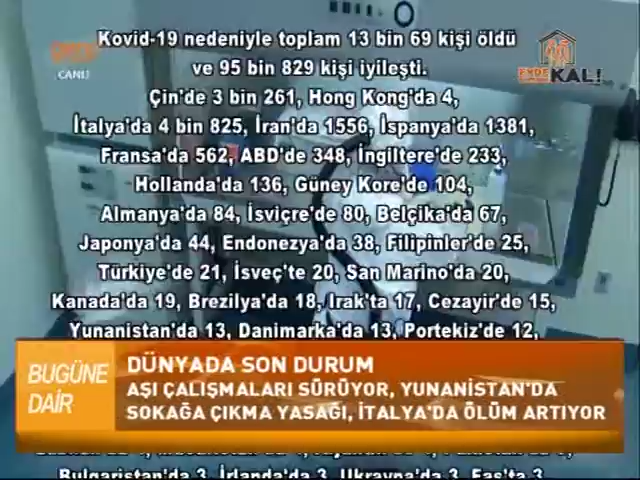 Kovid-19 nedeniyle toplam 13 bin 69 kişi öldü
ve 95 bin 829 kişi iyileşti.
CANLI
EVDE KAL!
Çin'de 3 bin 261, Hong Kong'da 4,
İtalya'da 4 bin 825, İran'da 1556, İspanya'da 1381,
Fransa'da 562, ABD'de 348, İngiltere'de 233,
Hollanda'da 136, Güney Kore'de 104,
Almanya'da 84, İsviçre'de 80, Belçika'da 67,
Japonya'da 44, Endonezya'da 38, Filipinler'de 25,
Türkiye'de 21, İsveç'te 20, San Marino'da 20,
Kanada'da 19, Brezilya'da 18, Irak'ta 17, Cezayir'de 15,
Yunanistan'da 13, Danimarka'da 13, Portekiz'de 12,
BUGÜNE
DAİR
DÜNYADA SON DURUM
AŞI ÇALIŞMALARI SÜRÜYOR, YUNANİSTAN'DA
SOKAĞA ÇIKMA YASAĞI, İTALYA'DA ÖLÜM ARTIYOR
Bulgaristan'da 3, İrlanda'da 3, Ukrayna'da 3, Fas'ta 3